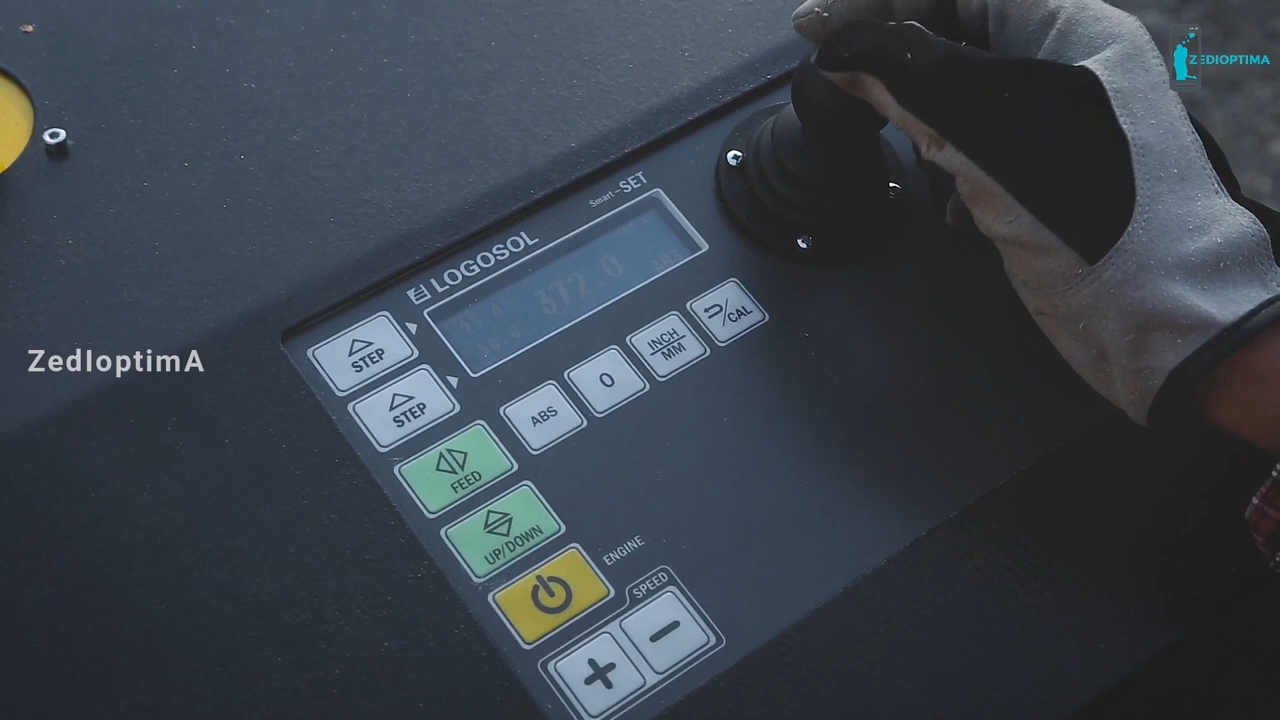 ZEDIOPTIMA
Smart-SET
LOGOSOL
372.0
STEP
STEP
ABS
0
INCH
MM
CAL
FEED
UP/DOWN
ENGINE
SPEED
ZedIoptimA